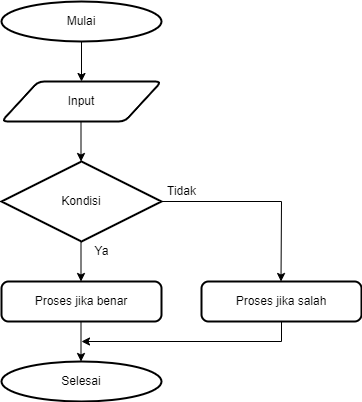 Mulai
Input
Kondisi
Tidak
Ya
Proses jika benar
Proses jika salah
Selesai